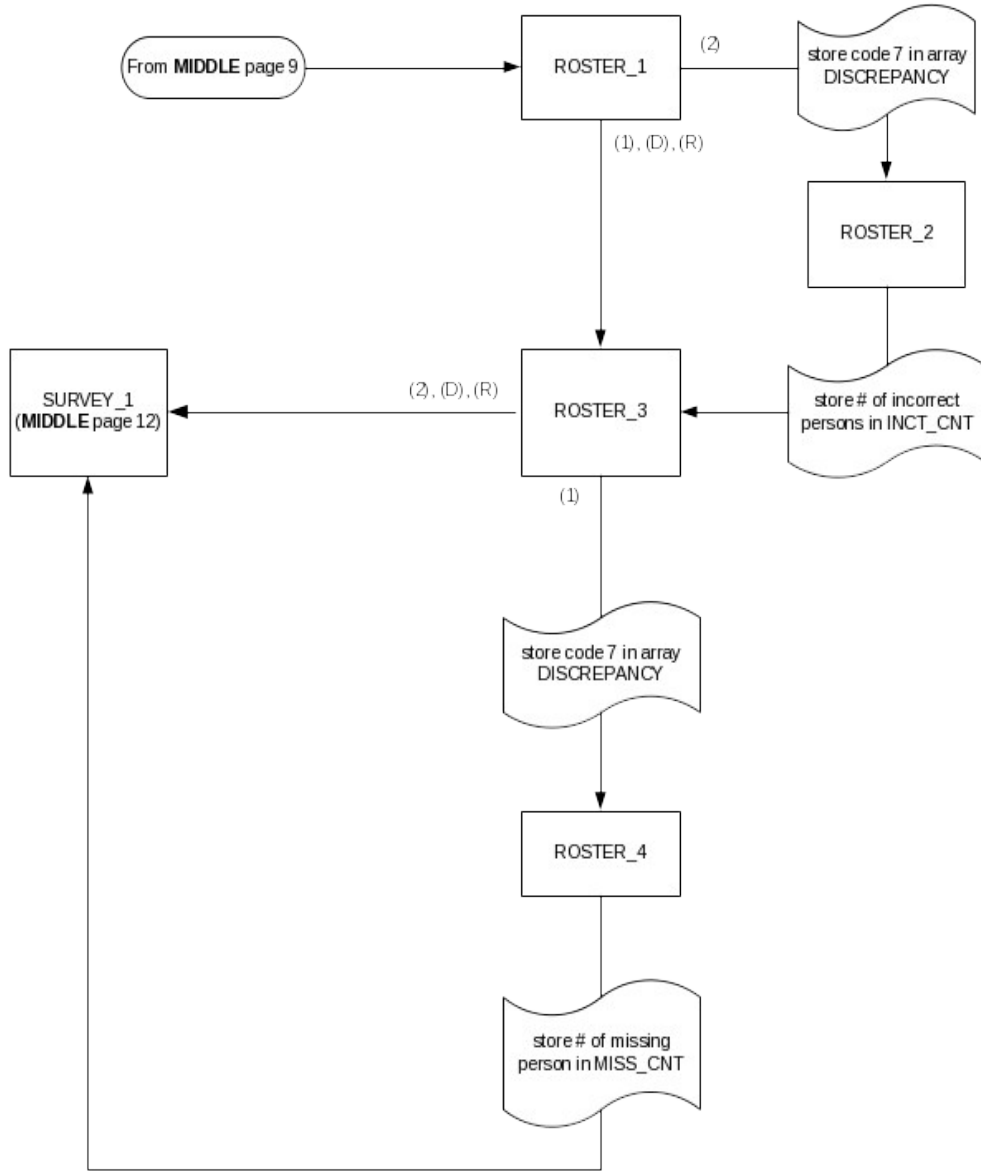 From MIDDLE page 9
ROSTER_1
(2)
store code 7 in array
DISCREPANCY
(1), (D), (R)
ROSTER_2
SURVEY_1
(MIDDLE page 12)
(2), (D), (R)
ROSTER_3
store # of incorrect
persons in INCT_CNT
(1)
store code 7 in array
DISCREPANCY
ROSTER_4
store # of missing
person in MISS_CNT